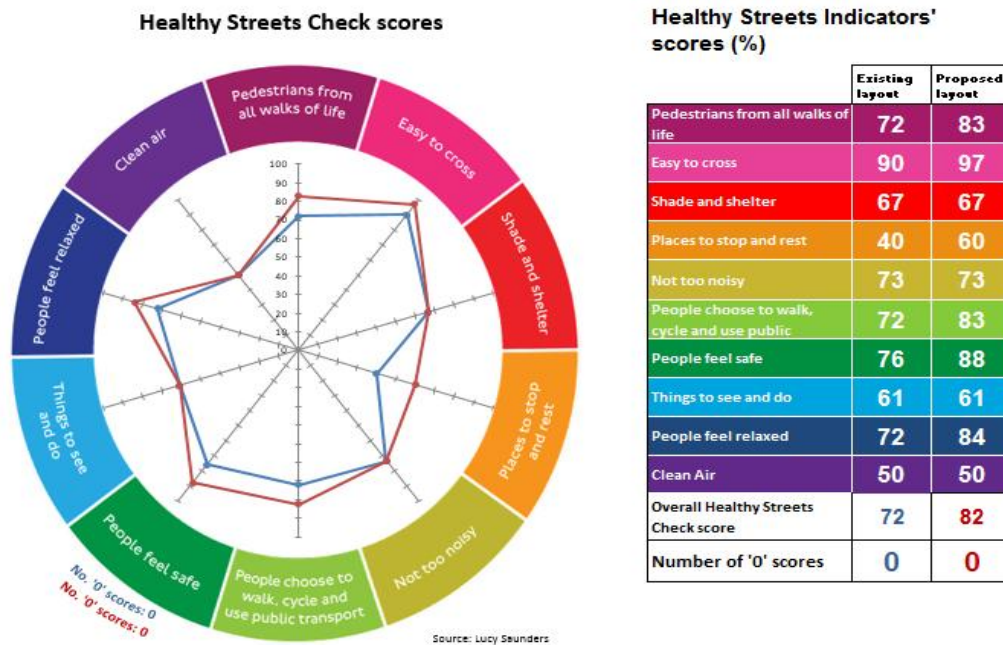 Healthy Streets Check scores
Pedestrians from
all walks of life
Easy to cross
Shade and shelter
Places to stop
and rest
Not too noisy
People choose to
walk, cycle and
use public transport
People feel safe
Things to see
and do
People feel relaxed
Clean air
100
90
80
70
60
50
40
30
20
10
0
No. '0' scores: 0
No. '0' scores: 0
Source: Lucy Saunders
Healthy Streets Indicators'
scores (%)
Existing layout Proposed layout
Pedestrians from all walks of
life 72 83
Easy to cross 90 97
Shade and shelter 67 67
Places to stop and rest 40 60
Not too noisy 73 73
People choose to walk,
cycle and use public 72 83
People feel safe 76 88
Things to see and do 61 61
People feel relaxed 72 84
Clean Air 50 50
Overall Healthy Streets
Check score 72 82
Number of '0' scores 0 0